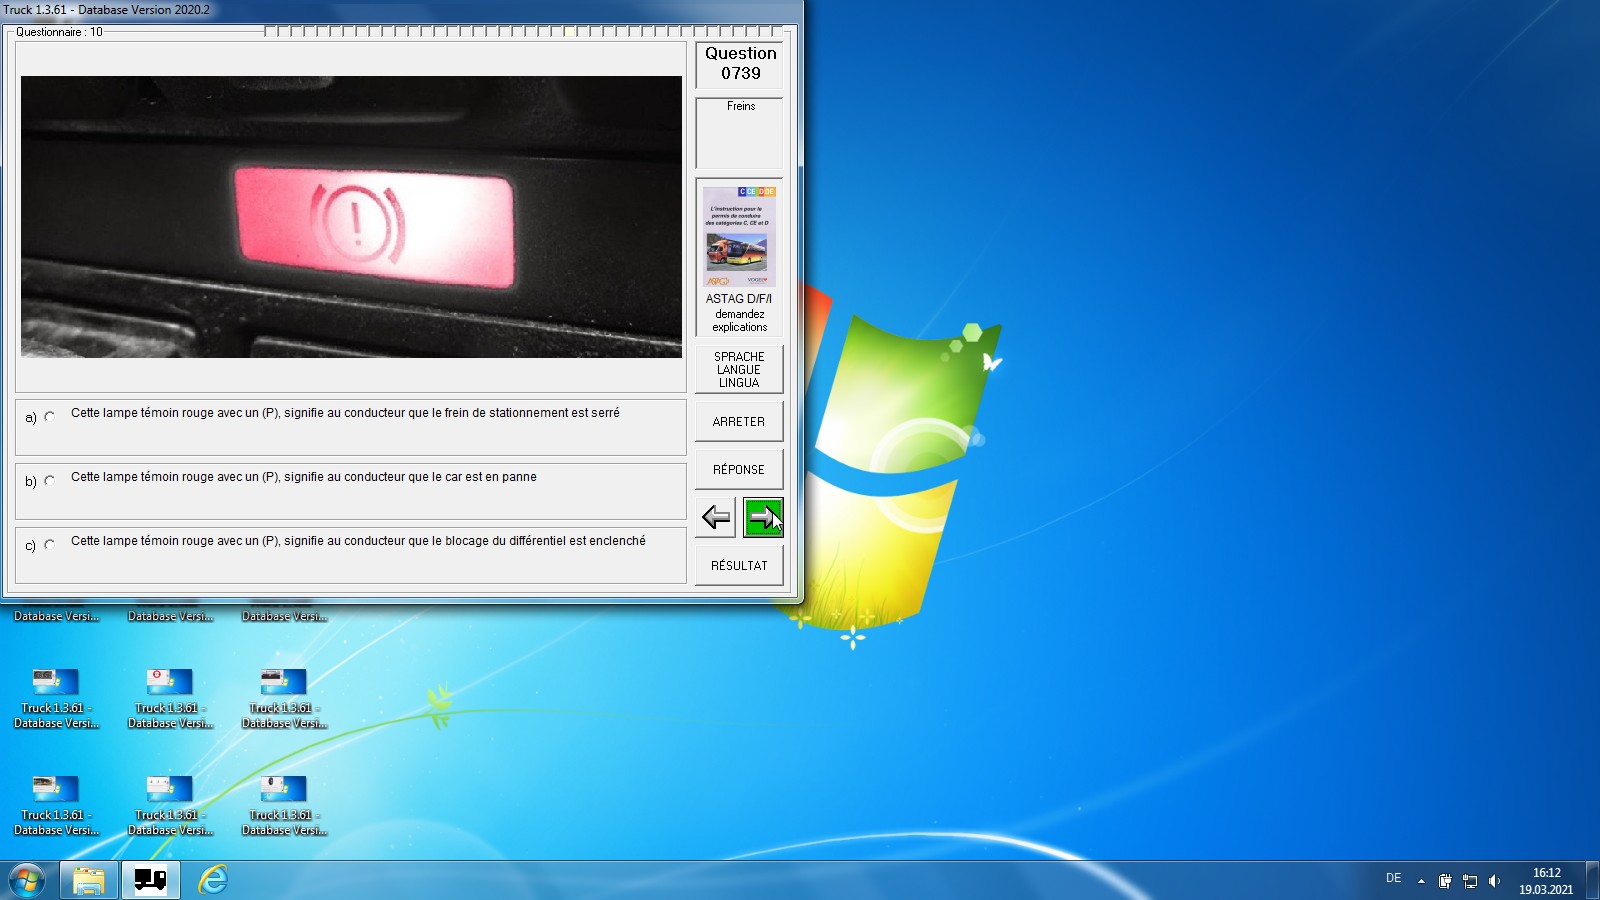 Truck 1.3.61 - Database Version 2020.2
Questionnaire : 10
Question
0739
Freins
C CE D DE
L'instruction pour le
permis de conduire
des catégories C, CE et D
ASTAG D/F/I
demandez
explications
SPRACHE
LANGUE
LINGUA
a) Cette lampe témoin rouge avec un (P), signifie au conducteur que le frein de stationnement est serré
ARRETER
b) Cette lampe témoin rouge avec un (P), signifie au conducteur que le car est en panne
RÉPONSE
c) Cette lampe témoin rouge avec un (P), signifie au conducteur que le blocage du différentiel est enclenché
RÉSULTAT
Database Versi... Database Versi... Database Versi...
Truck 1.3.61 - Truck 1.3.61 - Truck 1.3.61 -
Database Versi... Database Versi... Database Versi...
Truck 1.3.61 - Truck 1.3.61 - Truck 1.3.61 -
Database Versi... Database Versi... Database Versi...
DE
16:12
19.03.2021